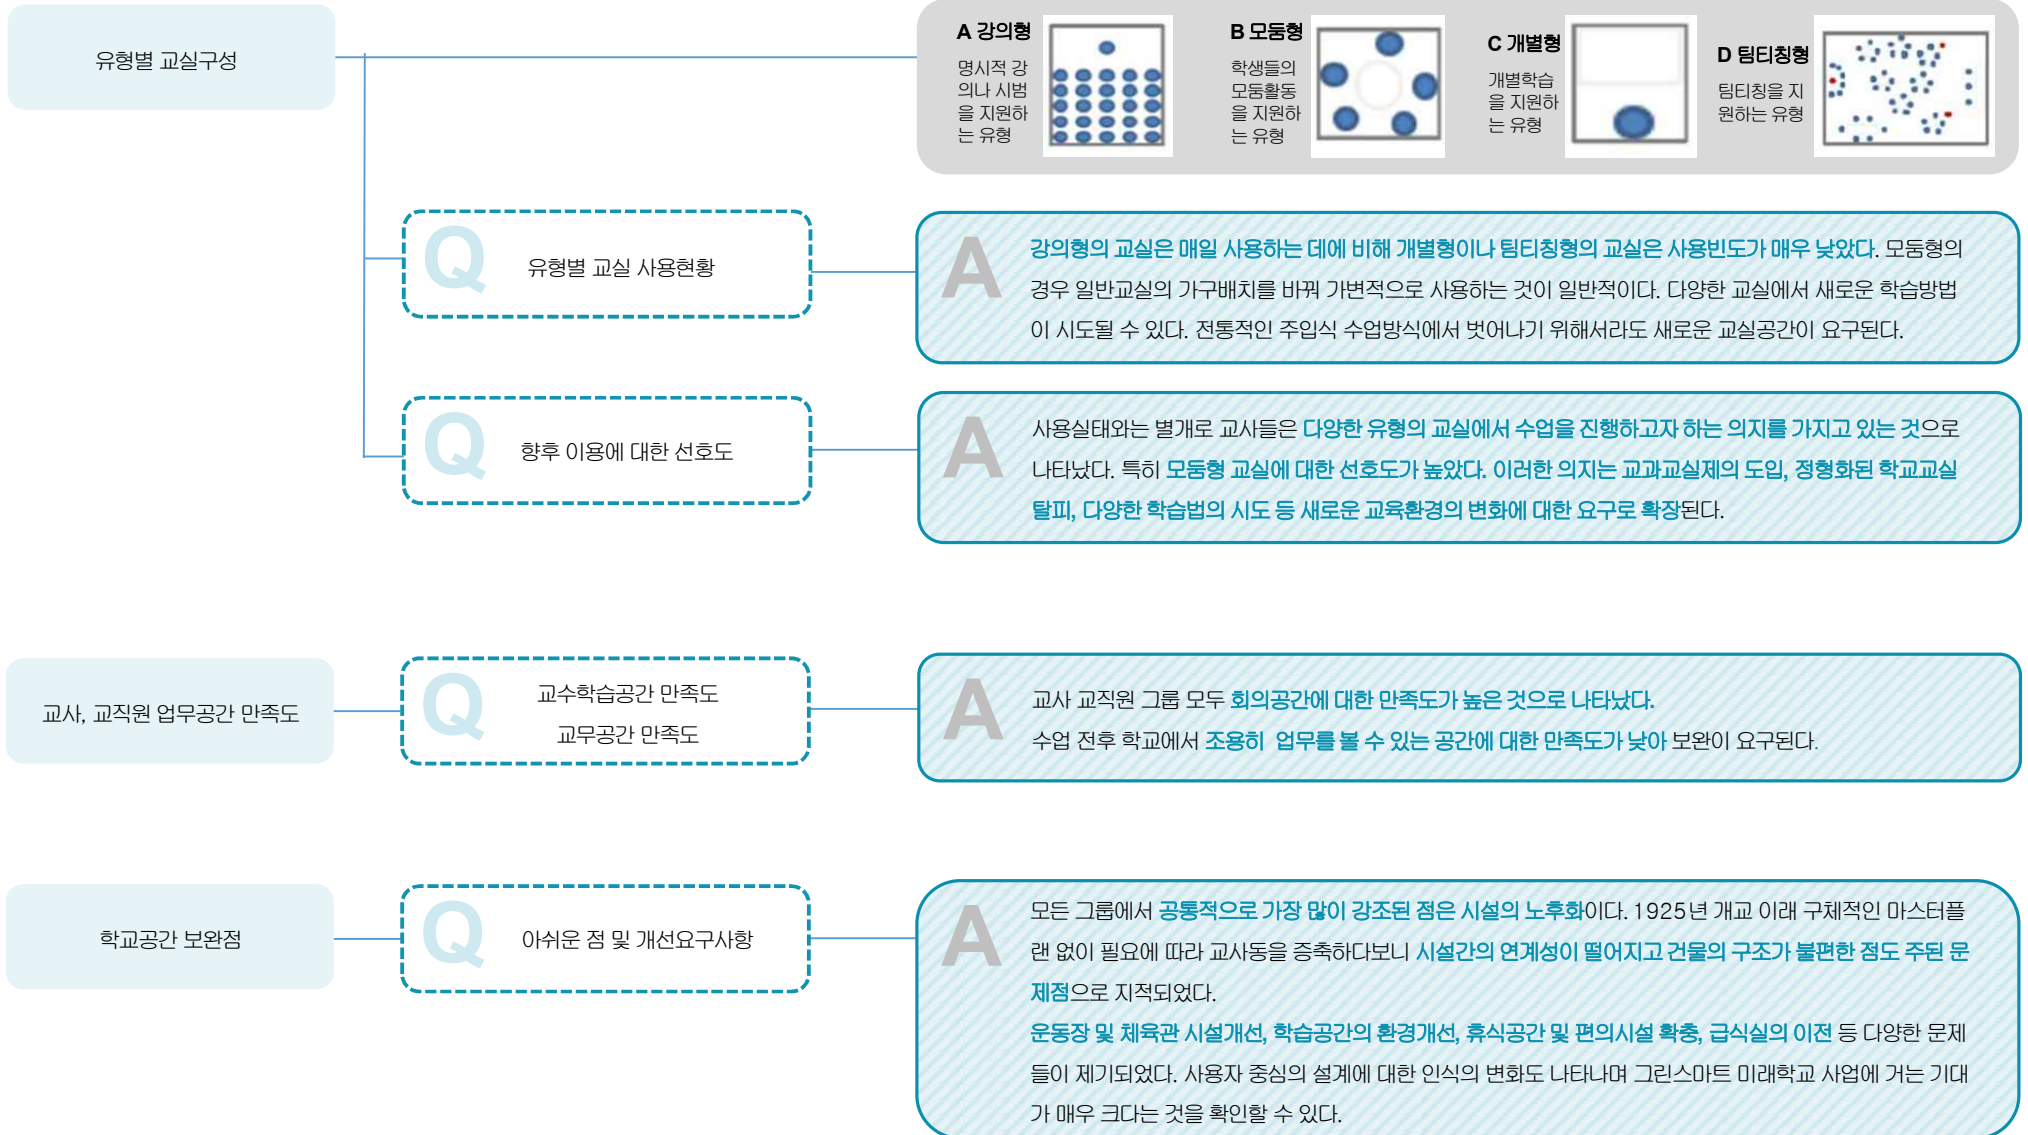 유형별 교실구성
A 강의형
명시적 강
의나 시범
을 지원하
는 유형
B 모둠형
학생들의
모둠활동
을 지원하
는 유형
C 개별형
개별학습
을 지원하
는 유형
D 팀티칭형
팀티칭을 지
원하는 유형
Q
유형별 교실 사용현황
A
강의형의 교실은 매일 사용하는 데에 비해 개별형이나 팀티칭형의 교실은 사용빈도가 매우 낮았다. 모둠형의
경우 일반교실의 가구배치를 바꿔 가변적으로 사용하는 것이 일반적이다. 다양한 교실에서 새로운 학습방법
이 시도될 수 있다. 전통적인 주입식 수업방식에서 벗어나기 위해서라도 새로운 교실공간이 요구된다.
Q
향후 이용에 대한 선호도
A
사용실태와는 별개로 교사들은 다양한 유형의 교실에서 수업을 진행하고자 하는 의지를 가지고 있는 것으로
나타났다. 특히 모둠형 교실에 대한 선호도가 높았다. 이러한 의지는 교과교실제의 도입, 정형화된 학교교실
탈피, 다양한 학습법의 시도 등 새로운 교육환경의 변화에 대한 요구로 확장된다.
교사, 교직원 업무공간 만족도
Q
교수학습공간 만족도
교무공간 만족도
A
교사 교직원 그룹 모두 회의공간에 대한 만족도가 높은 것으로 나타났다.
수업 전후 학교에서 조용히 업무를 볼 수 있는 공간에 대한 만족도가 낮아 보완이 요구된다.
학교공간 보완점
Q
아쉬운 점 및 개선요구사항
A
모든 그룹에서 공통적으로 가장 많이 강조된 점은 시설의 노후화이다. 1925년 개교 이래 구체적인 마스터플
랜 없이 필요에 따라 교사동을 증축하다보니 시설간의 연계성이 떨어지고 건물의 구조가 불편한 점도 주된 문
제점으로 지적되었다.
운동장 및 체육관 시설개선, 학습공간의 환경개선, 휴식공간 및 편의시설 확충, 급식실의 이전 등 다양한 문제
들이 제기되었다. 사용자 중심의 설계에 대한 인식의 변화도 나타나며 그린스마트 미래학교 사업에 거는 기대
가 매우 크다는 것을 확인할 수 있다.